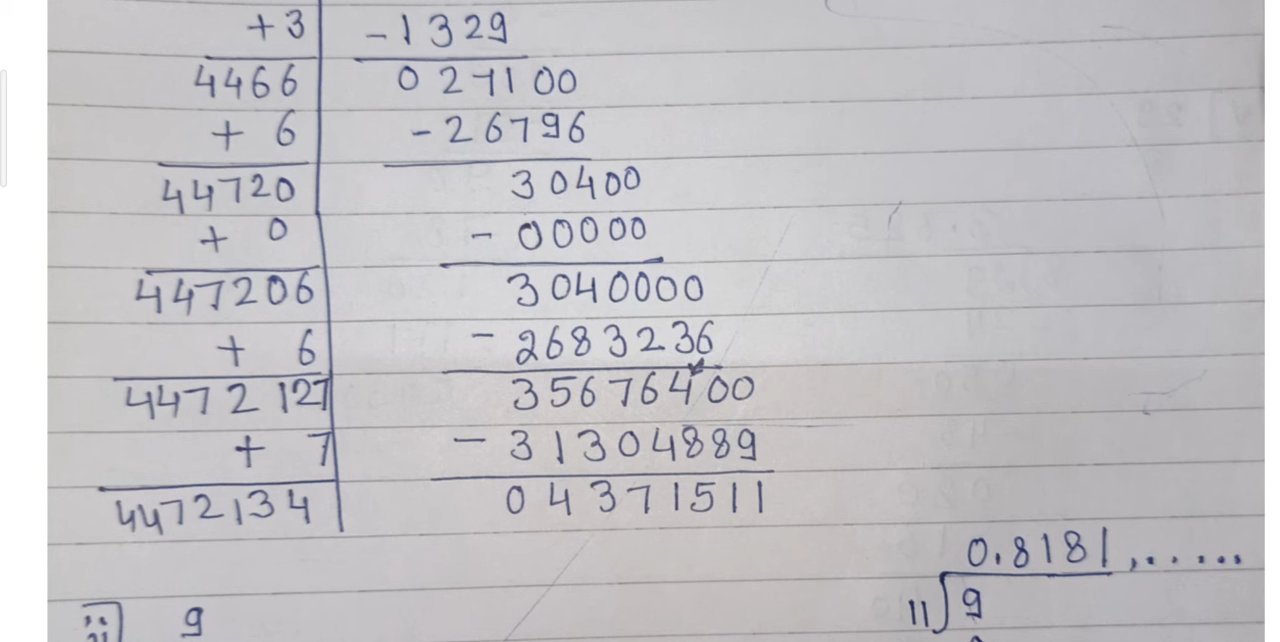 +3 -1329
4466 027100
+ 6 -26796
44720 30400
+ 0 - 00000
447206 3040000
+ 6 - 2683236
4472127 35676400
+ 7 - 31304889
4472134 04371511
0.8181,.....
ii 9 11)9